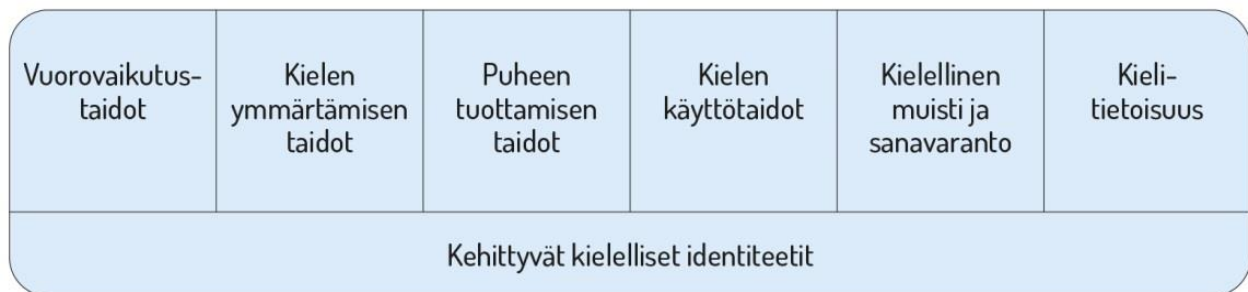 Vuorovaikutus-
taidot
Kielen
ymmärtämisen
taidot
Puheen
tuottamisen
taidot
Kielen
käyttötaidot
Kielellinen
muisti ja
sanavaranto
Kieli-
tietoisuus
Kehittyvät kielelliset identiteetit